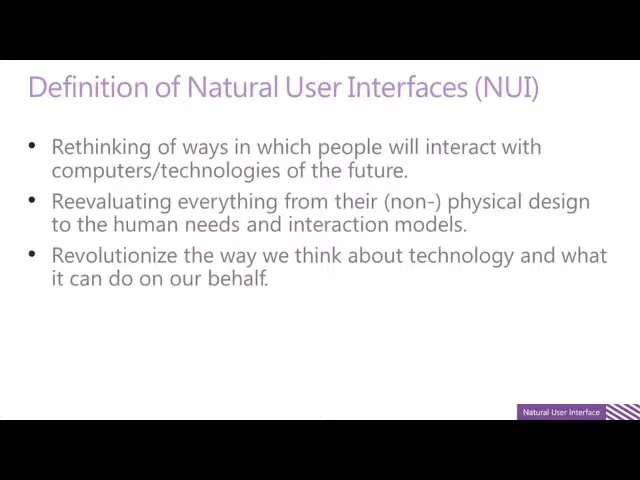 Definition of Natural User Interfaces (NUI)
• Rethinking of ways in which people will interact with
computers/technologies of the future.
• Reevaluating everything from their (non-) physical design
to the human needs and interaction models.
• Revolutionize the way we think about technology and what
it can do on our behalf.
Natural User Interface